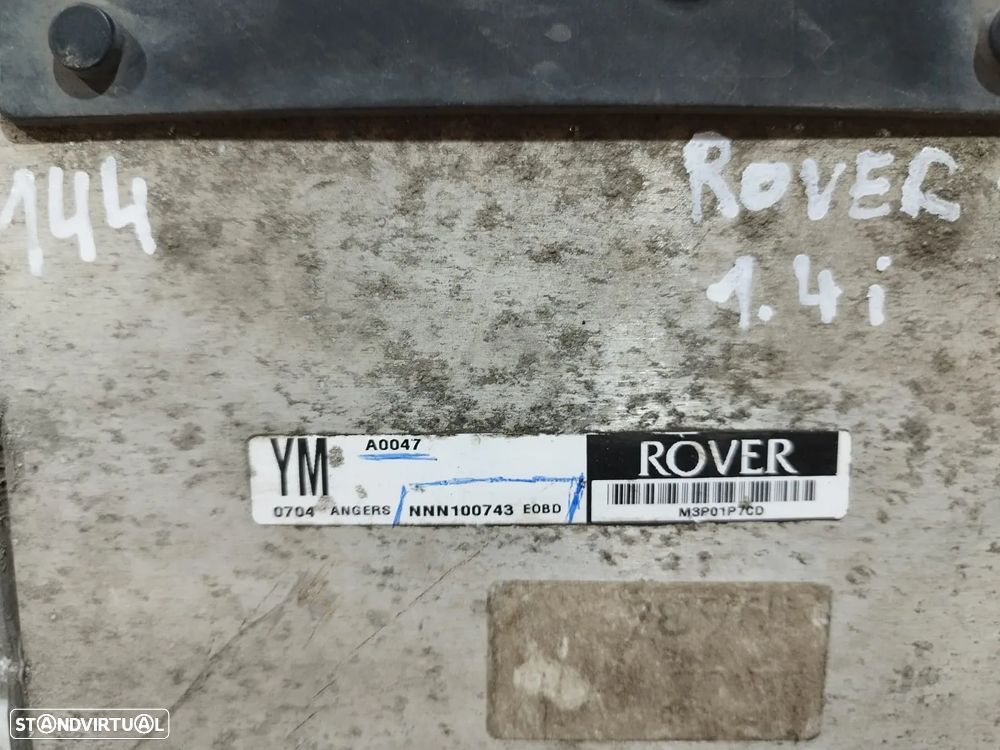 144
ROVER
1.4i
YM A0047
0704 ANGERS NNN100743 EOBD
ROVER
M3P01P7CD
STANDVIRTUAL